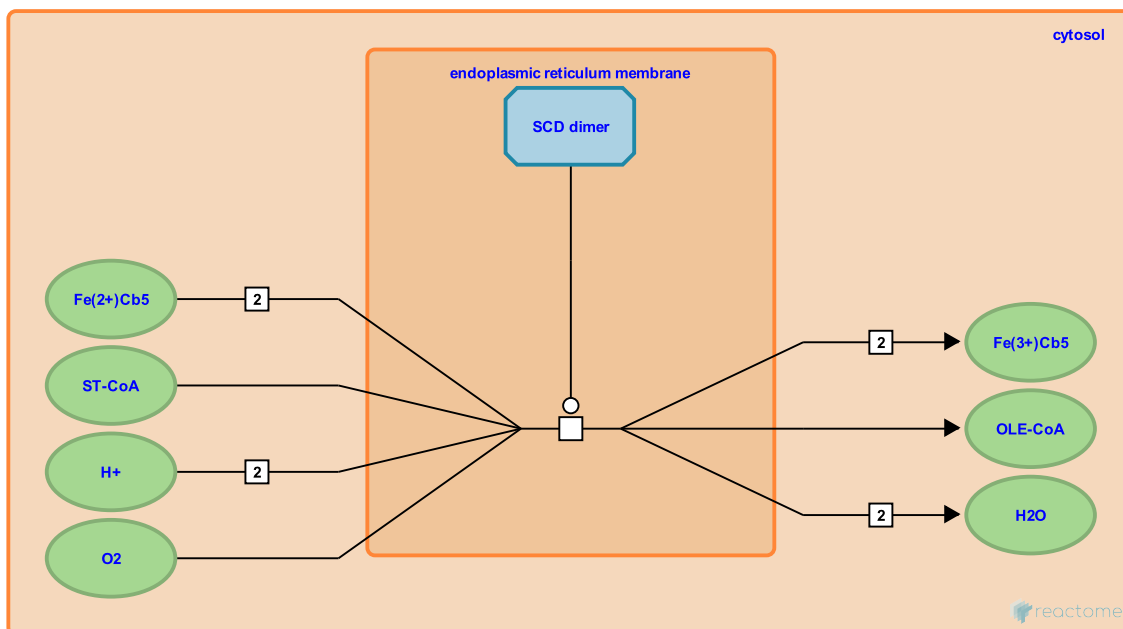 cytosol
endoplasmic reticulum membrane
SCD dimer
Fe(2+)Cb5
2
ST-CoA
H+
2
O2
2
Fe(3+)Cb5
OLE-CoA
2
H2O
reactome